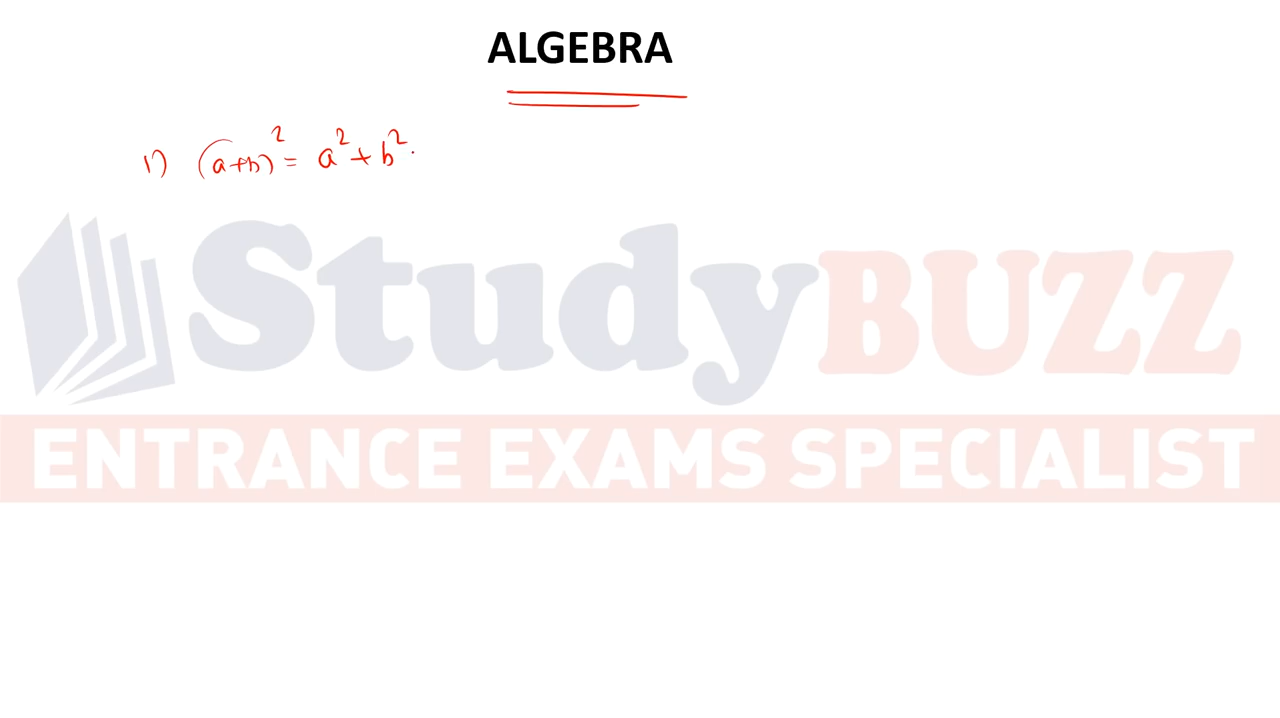 ALGEBRA
1) (a+b)² = a² + b²
StudyBUZZ
ENTRANCE EXAMS SPECIALIST